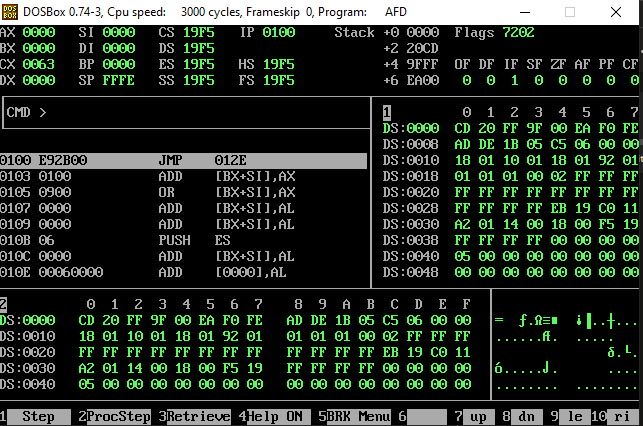 DOSBox 0.74-3, Cpu speed: 3000 cycles, Frameskip 0, Program: AFD
AX 0000 SI 0000 CS 19F5 IP 0100 Stack +0 0000 Flags 7202
BX 0000 DI 0000 DS 19F5 +2 20CD
CX 0063 BP 0000 ES 19F5 HS 19F5 +4 9FFF OF DF IF SF ZF AF PF CF
DX 0000 SP FFFE SS 19F5 FS 19F5 +6 EA00 0 0 1 0 0 0 0 0
CMD >
1 0 1 2 3 4 5 6 7
DS:0000 CD 20 FF 9F 00 EA F0 FE
DS:0008 AD DE 1B 05 C5 06 00 00
0100 E92B00 JMP 012E DS:0010 18 01 10 01 18 01 92 01
0103 0100 ADD [BX+SI],AX DS:0018 01 01 01 00 02 FF FF FF
0105 0900 OR [BX+SI],AX DS:0020 FF FF FF FF FF FF FF FF
0107 0000 ADD [BX+SI],AL DS:0028 FF FF FF FF EB 19 C0 11
0109 0000 ADD [BX+SI],AL DS:0030 A2 01 14 00 18 00 F5 19
010B 06 PUSH ES DS:0038 FF FF FF FF 00 00 00 00
010C 0000 ADD [BX+SI],AL DS:0040 05 00 00 00 00 00 00 00
010E 00060000 ADD [0000],AL DS:0048 00 00 00 00 00 00 00 00
2 0 1 2 3 4 5 6 7 8 9 A B C D E F
DS:0000 CD 20 FF 9F 00 EA F0 FE AD DE 1B 05 C5 06 00 00
DS:0010 18 01 10 01 18 01 92 01 01 01 01 00 02 FF FF FF
DS:0020 FF FF FF FF FF FF FF FF FF FF FF FF EB 19 C0 11
DS:0030 A2 01 14 00 18 00 F5 19 FF FF FF FF 00 00 00 00
DS:0040 05 00 00 00 00 00 00 00 00 00 00 00 00 00 00 00
1 Step 2 ProcStep 3 Retrieve 4 Help ON 5 BRK Menu 6 7 up 8 dn 9 le 10 ri